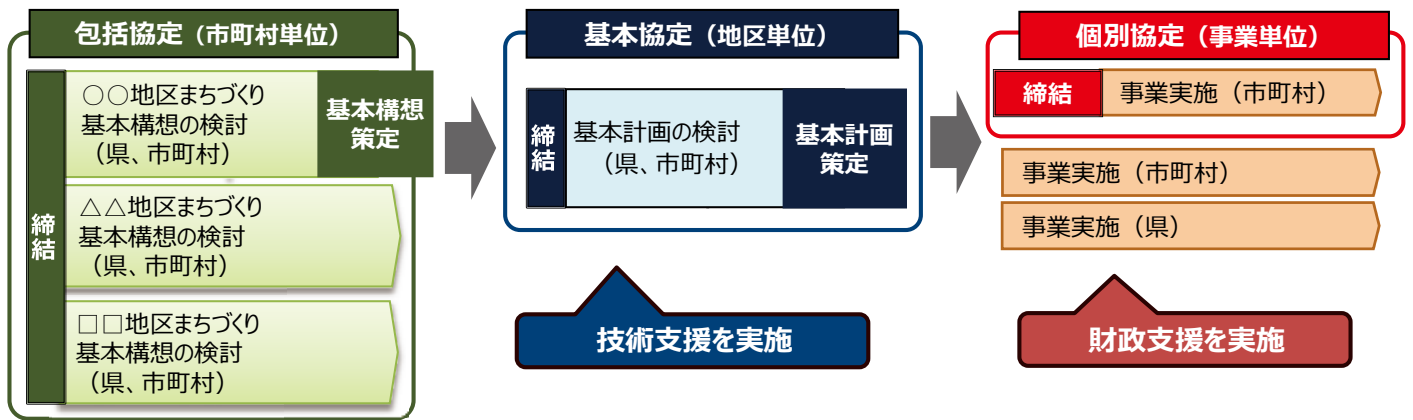 包括協定（市町村単位）
締結
○○地区まちづくり
基本構想の検討
（県、市町村）
基本構想
策定
△△地区まちづくり
基本構想の検討
（県、市町村）
□□地区まちづくり
基本構想の検討
（県、市町村）
基本協定（地区単位）
締結
基本計画の検討
（県、市町村）
基本計画
策定
技術支援を実施
個別協定（事業単位）
締結
事業実施（市町村）
事業実施（市町村）
事業実施（県）
財政支援を実施